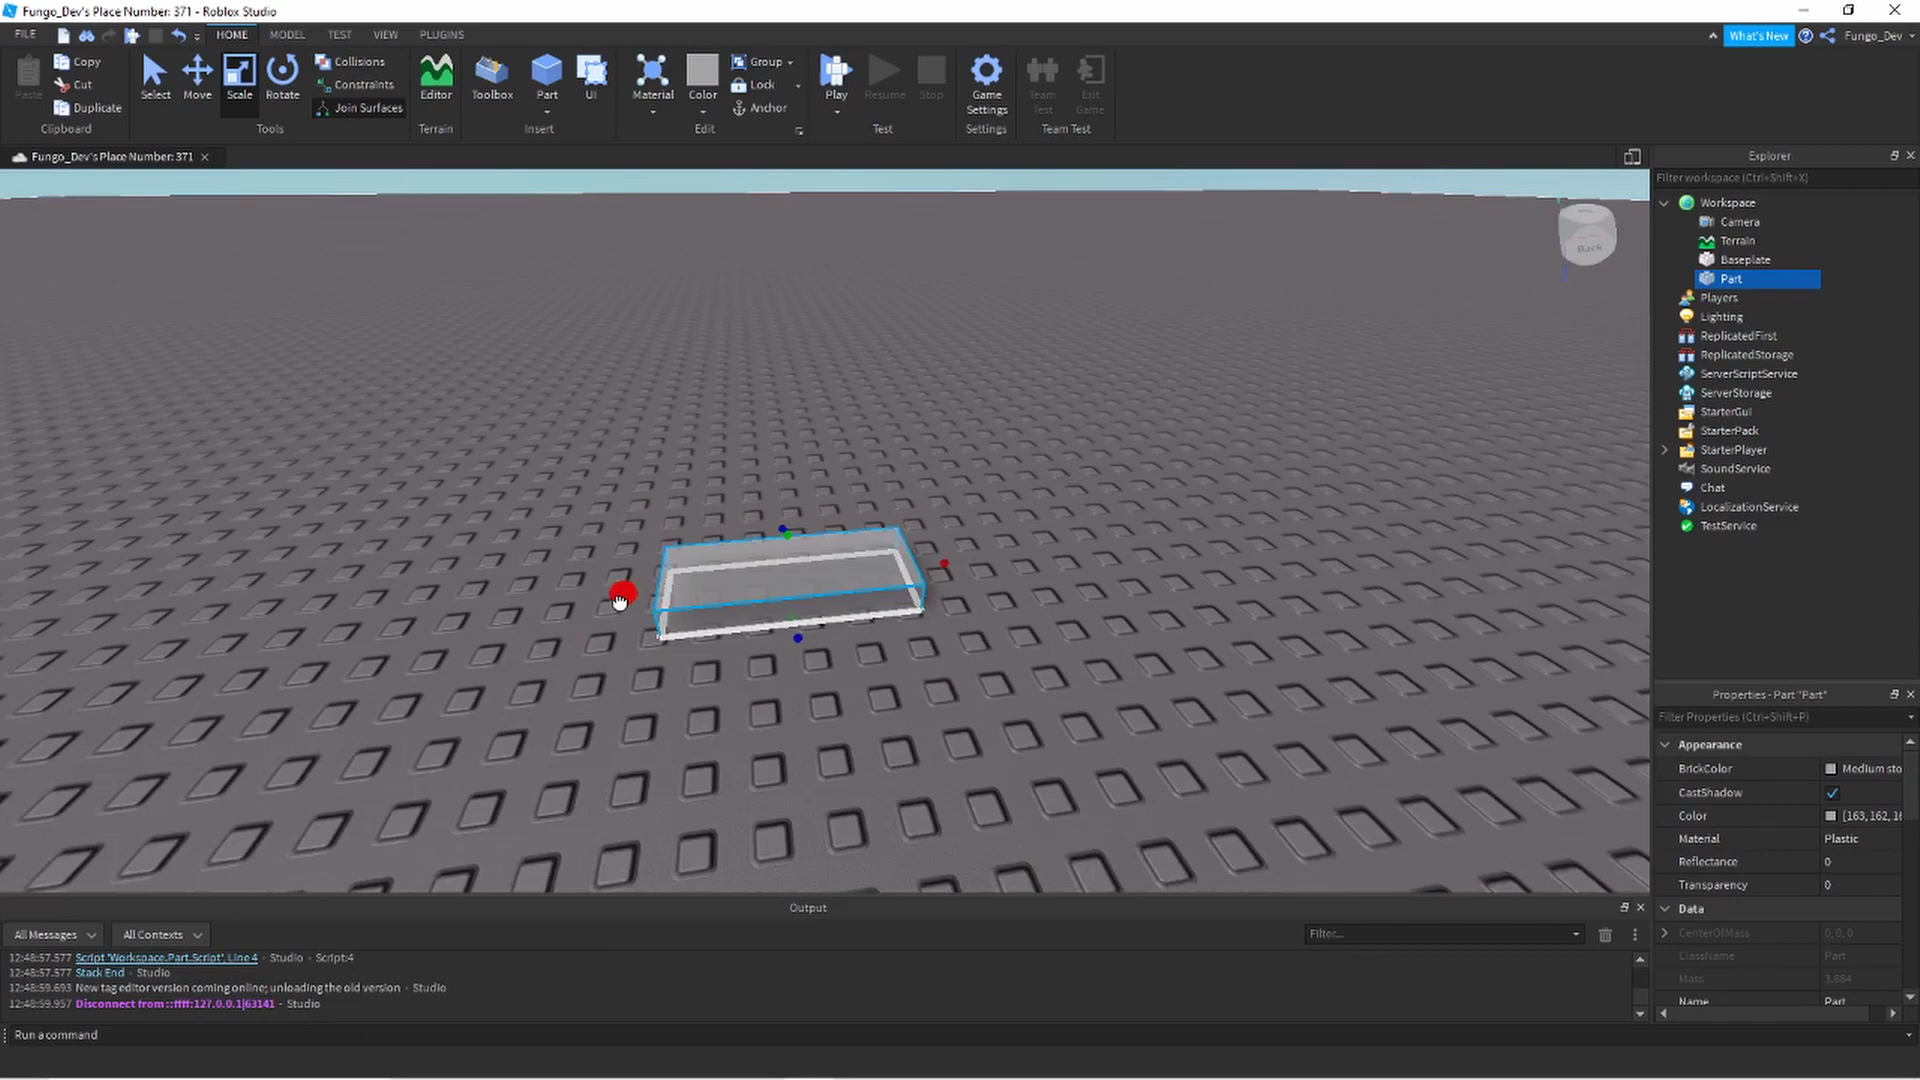 Fungo_Dev's Place Number: 371 - Roblox Studio
FILE HOME MODEL TEST VIEW PLUGINS
What's New
Fungo_Dev
Paste
Copy
Cut
Duplicate
Clipboard
Select
Move
Scale
Rotate
Collisions
Constraints
Join Surfaces
Tools
Editor
Terrain
Toolbox
Part
UI
Insert
Material
Color
Group
Lock
Anchor
Edit
Play
Resume
Stop
Test
Game
Settings
Settings
Team
Test
Exit
Game
Team Test
Fungo_Dev's Place Number: 371
Back
Explorer
Filter workspace (Ctrl+Shift+X)
Workspace
Camera
Terrain
Baseplate
Part
Players
Lighting
ReplicatedFirst
ReplicatedStorage
ServerScriptService
ServerStorage
StarterGui
StarterPack
StarterPlayer
SoundService
Chat
LocalizationService
TestService
Properties - Part "Part"
Filter Properties (Ctrl+Shift+P)
Appearance
BrickColor Medium sto
CastShadow
Color [163, 162, 16
Material Plastic
Reflectance 0
Transparency 0
Data
CenterOfMass 0, 0, 0
ClassName Part
Mass 3.864
Name Part
Output
All Messages All Contexts Filter...
12:48:57.577 Script 'Workspace.Part.Script', Line 4 - Studio - Script:4
12:48:57.577 Stack End - Studio
12:48:59.693 New tag editor version coming online; unloading the old version - Studio
12:48:59.957 Disconnect from ::ffff:127.0.0.1|63141 - Studio
Run a command